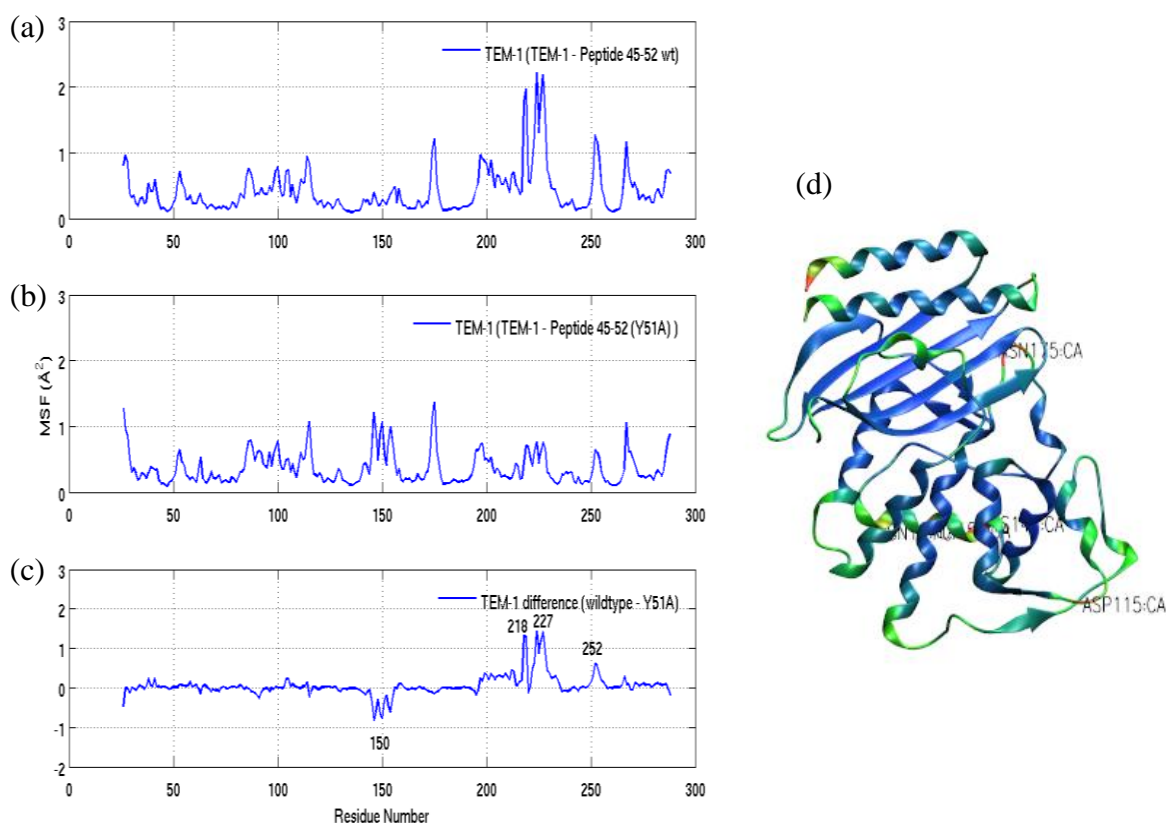 (a)
3
2
1
0
TEM-1 (TEM-1 - Peptide 45-52 wt)
0 50 100 150 200 250 300
(b)
3
2
1
0
MSF (Å²)
TEM-1 (TEM-1 - Peptide 45-52 (Y51A) )
0 50 100 150 200 250 300
(c)
3
2
1
0
-1
-2
TEM-1 difference (wildtype - Y51A)
218 227
252
150
0 50 100 150 200 250 300
Residue Number
(d)
ASN175:CA
ASP115:CA